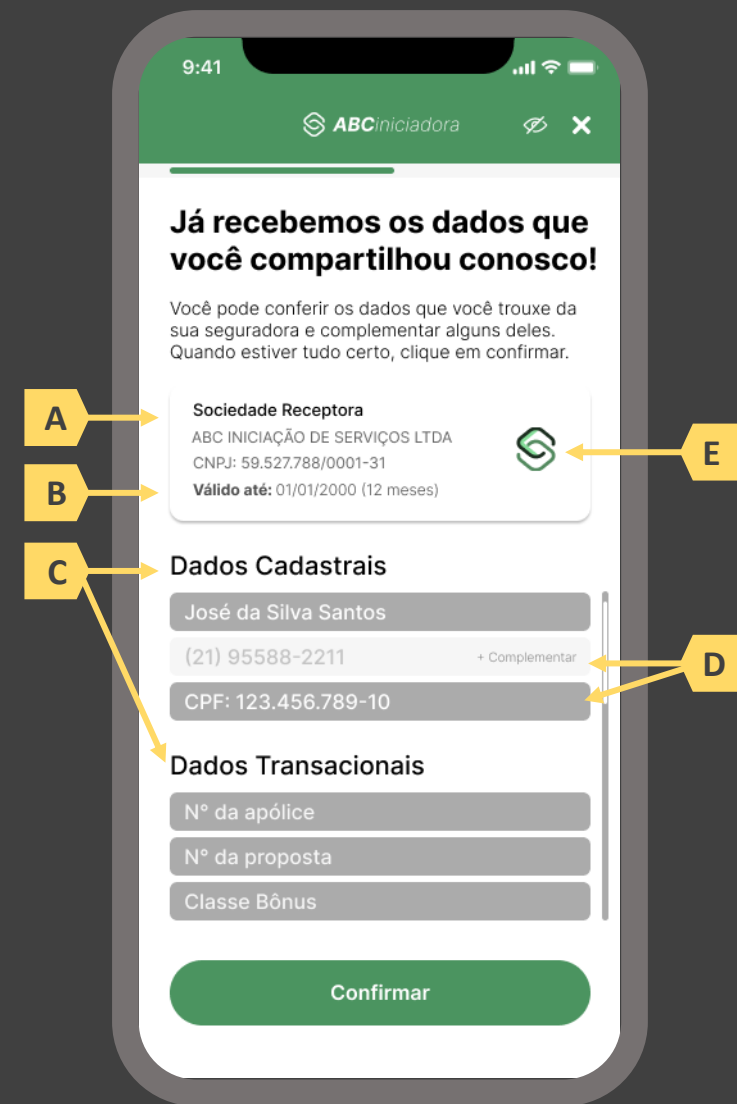 9:41
ABCiniciadora
Já recebemos os dados que
você compartilhou conosco!
Você pode conferir os dados que você trouxe da
sua seguradora e complementar alguns deles.
Quando estiver tudo certo, clique em confirmar.
A
Sociedade Receptora
ABC INICIAÇÃO DE SERVIÇOS LTDA
CNPJ: 59.527.788/0001-31
E
B
Válido até: 01/01/2000 (12 meses)
C
Dados Cadastrais
José da Silva Santos
(21) 95588-2211 + Complementar
D
CPF: 123.456.789-10
Dados Transacionais
N° da apólice
N° da proposta
Classe Bônus
Confirmar